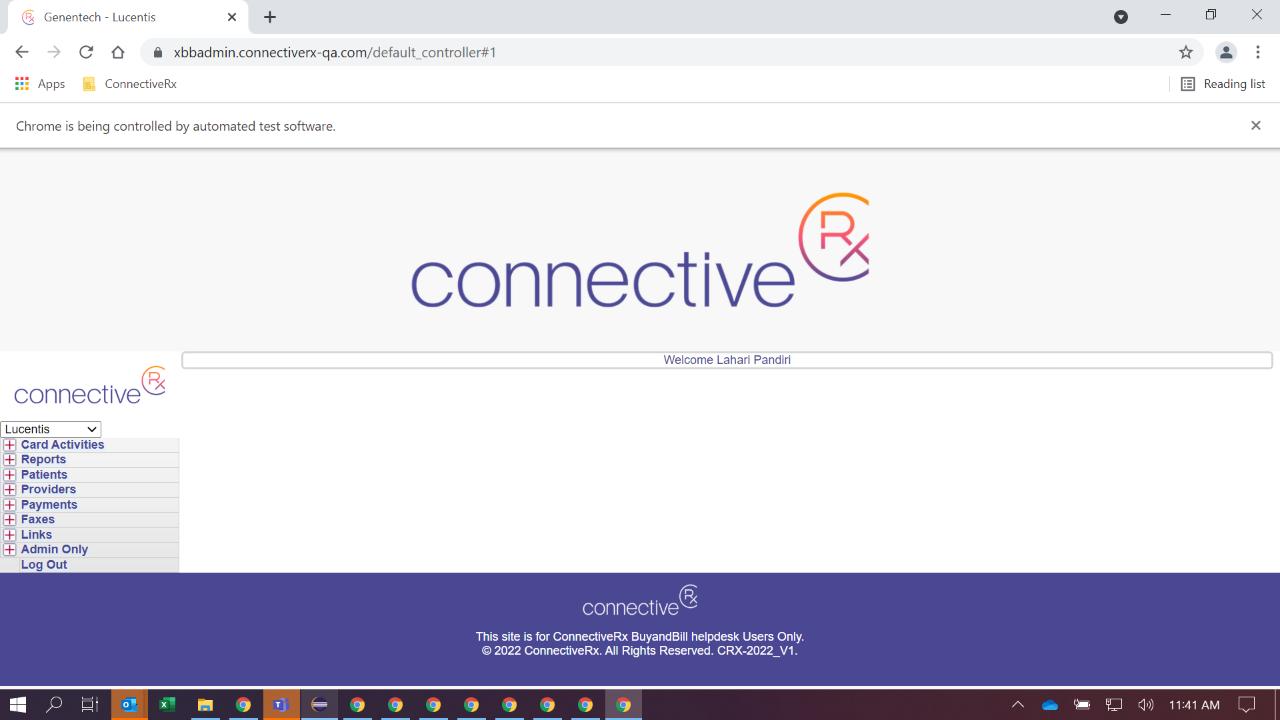 Genentech - Lucentis
xbbadmin.connectiverx-qa.com/default_controller#1
Apps
ConnectiveRx
Reading list
Chrome is being controlled by automated test software.
connective Rx
connective Rx
Welcome Lahari Pandiri
Lucentis
Card Activities
Reports
Patients
Providers
Payments
Faxes
Links
Admin Only
Log Out
connective Rx
This site is for ConnectiveRx BuyandBill helpdesk Users Only.
© 2022 ConnectiveRx. All Rights Reserved. CRX-2022_V1.
11:41 AM